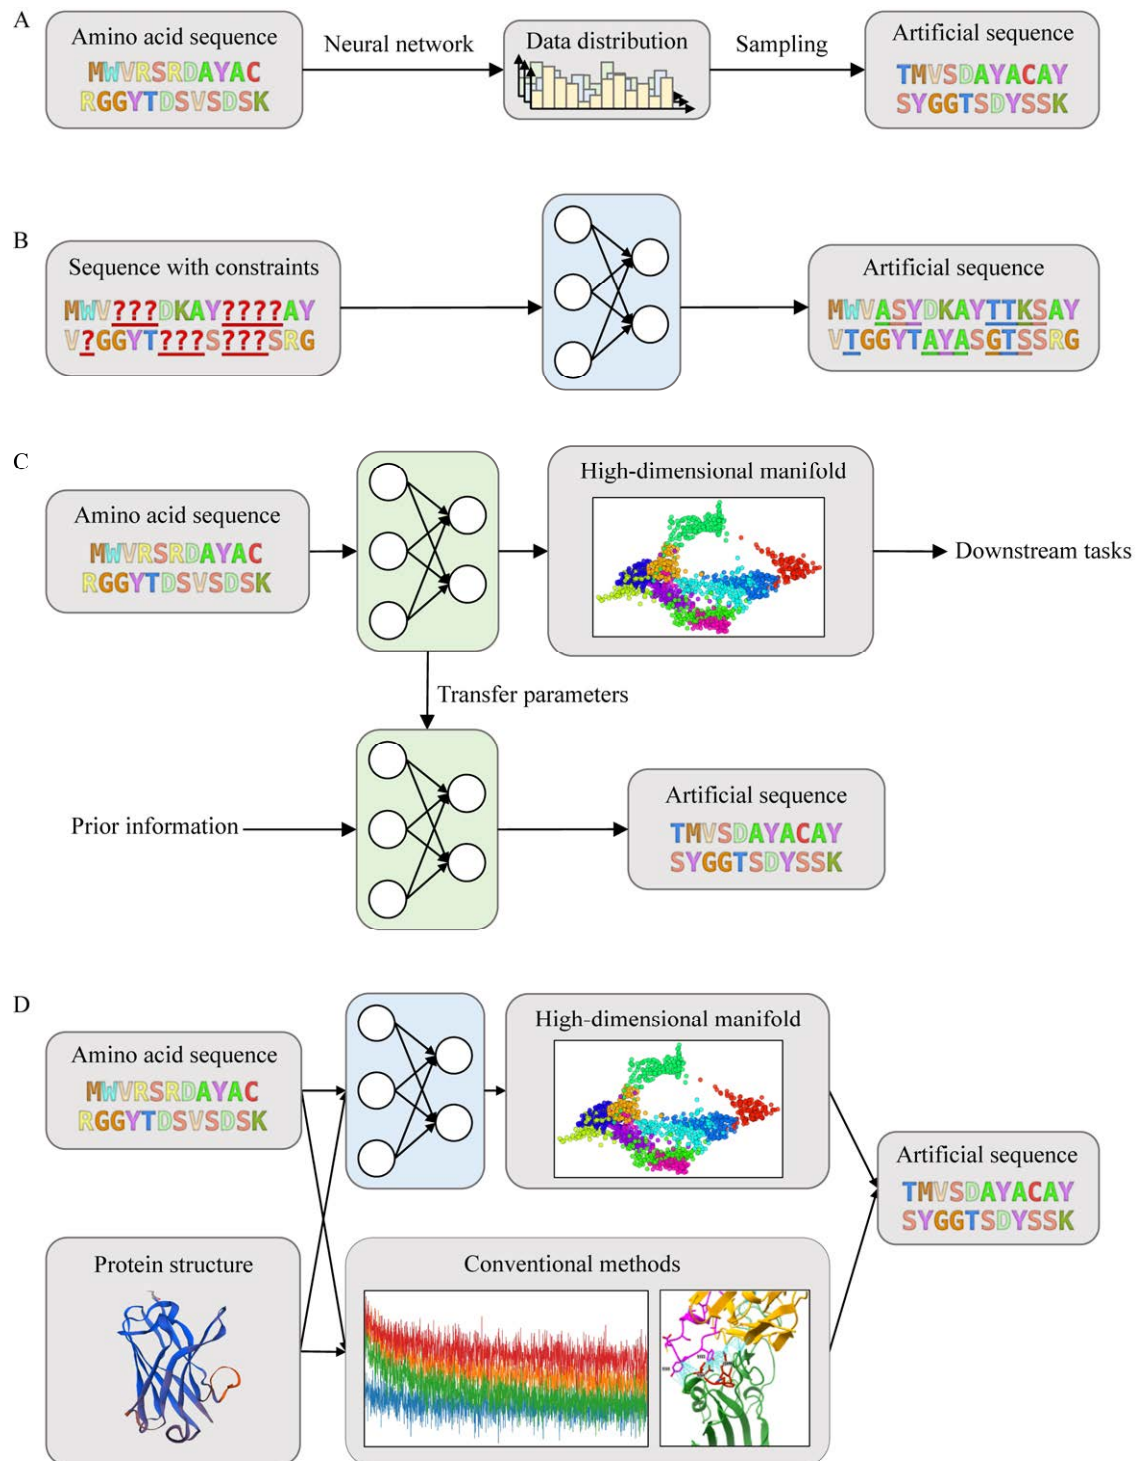 A
Amino acid sequence
MWVRSRDAYAC
RGGYTDSVSDSK
Neural network
Data distribution
Sampling
Artificial sequence
TMVSDAYACAY
SYGGTSDYSSK
B
Sequence with constraints
MWV???DKAY????AY
V?GGYT???S???SRG
Artificial sequence
MWVASYDKAYTTKSAY
VTGGYTAYASGTSSRG
C
Amino acid sequence
MWVRSRDAYAC
RGGYTDSVSDSK
High-dimensional manifold
Downstream tasks
Transfer parameters
Prior information
Artificial sequence
TMVSDAYACAY
SYGGTSDYSSK
D
Amino acid sequence
MWVRSRDAYAC
RGGYTDSVSDSK
High-dimensional manifold
Artificial sequence
TMVSDAYACAY
SYGGTSDYSSK
Protein structure
Conventional methods